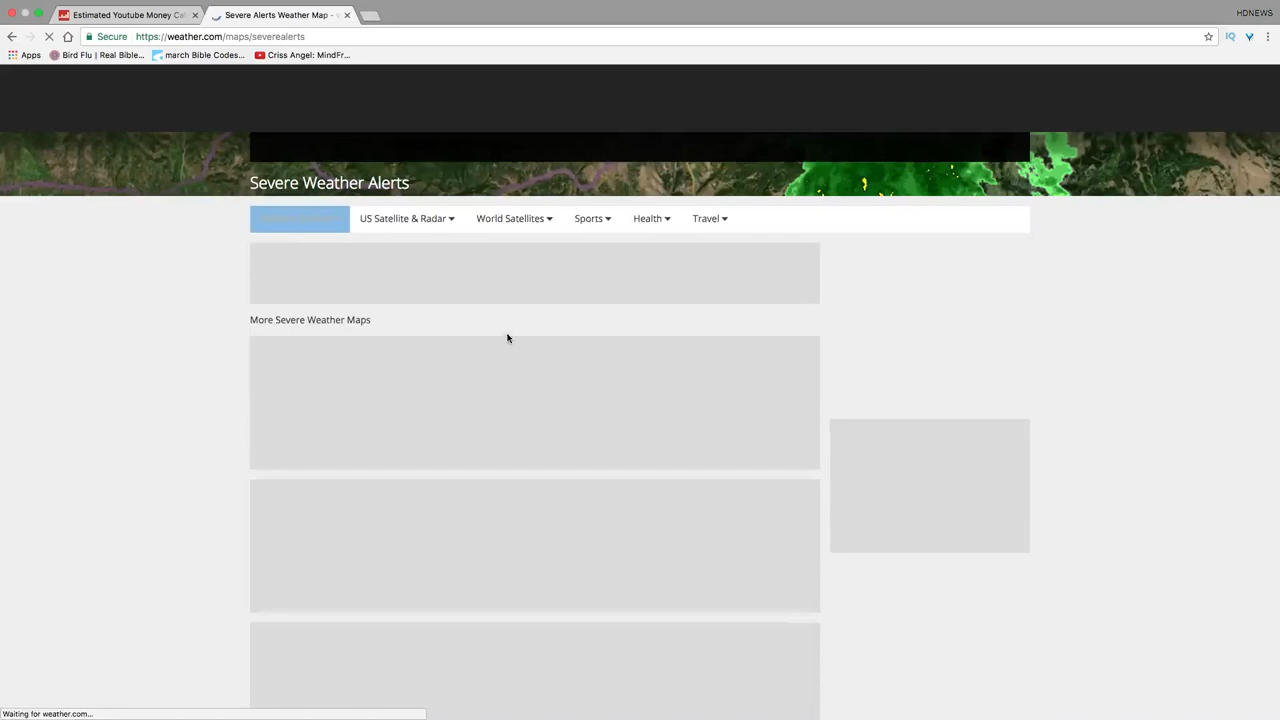 Estimated Youtube Money Cal
Severe Alerts Weather Map -
HDNEWS
Secure https://weather.com/maps/severealerts
Apps Bird Flu | Real Bible... march Bible Codes... Criss Angel: MindFr...
Severe Weather Alerts
US Satellite & Radar World Satellites Sports Health Travel
More Severe Weather Maps
Waiting for weather.com...